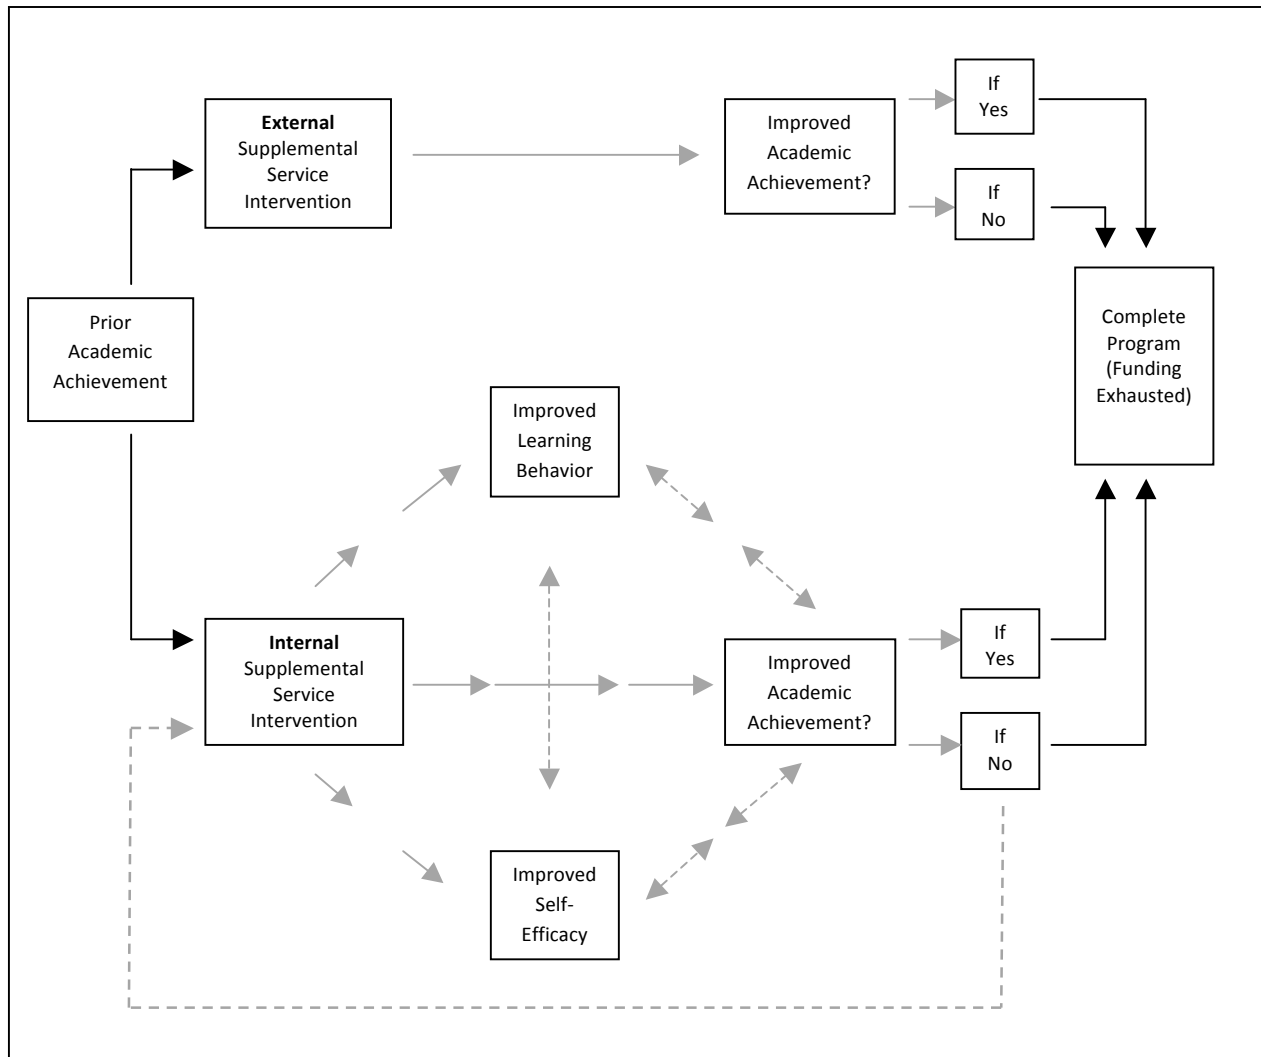 External
Supplemental
Service
Intervention
Improved
Academic
Achievement?
If
Yes
If
No
Prior
Academic
Achievement
Complete
Program
(Funding
Exhausted)
Improved
Learning
Behavior
Internal
Supplemental
Service
Intervention
Improved
Academic
Achievement?
If
Yes
If
No
Improved
Self-
Efficacy